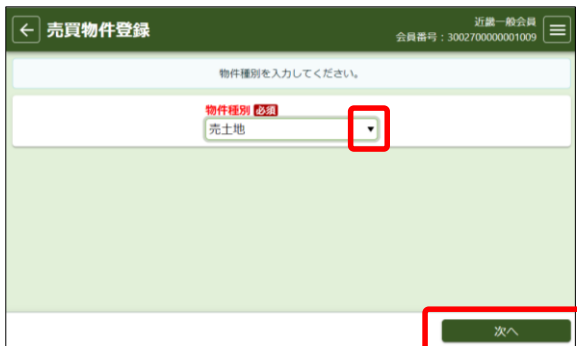 売買物件登録
近畿一般会員
会員番号：3002700000001009
物件種別を入力してください。
物件種別 必須
売土地
次へ